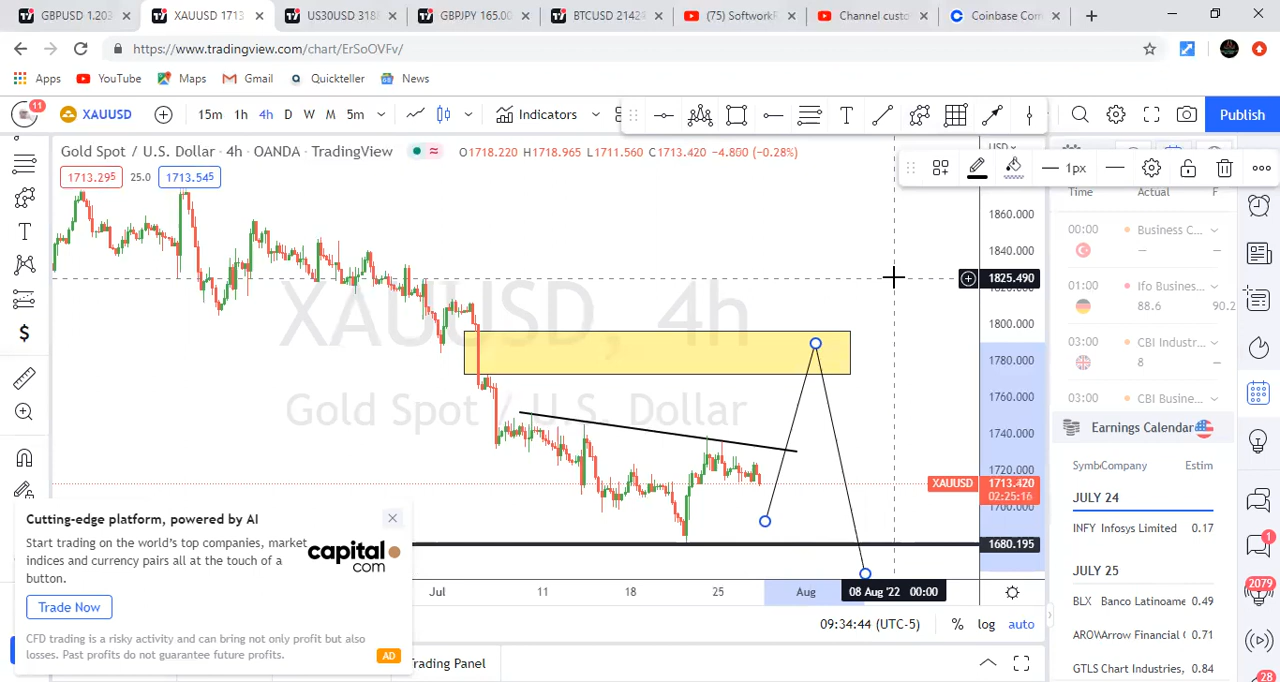 GBPUSD 1.203
XAUUSD 1713
US30USD 318
GBPJPY 165.00
BTCUSD 2142
(75) Softwork
Channel custo
Coinbase Com
https://www.tradingview.com/chart/ErSoOVFv/
Apps
YouTube
Maps
Gmail
Quickteller
News
11
XAUUSD
15m
1h
4h
D
W
M
5m
Indicators
Publish
Gold Spot / U.S. Dollar · 4h · OANDA · TradingView
O1718.220 H1718.965 L1711.560 C1713.420 -4.800 (-0.28%)
1px
1713.295
25.0
1713.545
XAUUSD, 4h
Gold Spot / U.S. Dollar
1860.000
1840.000
1825.490
1800.000
1780.000
1760.000
1740.000
1720.000
XAUUSD
1713.420
02:25:16
1700.000
1680.195
Time
Actual
F
00:00
Business C...
—
—
01:00
Ifo Business...
88.6
90.2
03:00
CBI Industr...
8
—
03:00
CBI Busine...
Earnings Calendar
Symb
Company
Estim
JULY 24
INFY Infosys Limited 0.17
JULY 25
BLX Banco Latinoame 0.49
AROW Arrow Financial C 0.71
GTLS Chart Industries, 0.84
1
2079
28
Cutting-edge platform, powered by AI
Start trading on the world's top companies, market
indices and currency pairs all at the touch of a
button.
capital
com
Trade Now
CFD trading is a risky activity and can bring not only profit but also
losses. Past profits do not guarantee future profits.
AD
Jul
11
18
25
Aug
08 Aug '22 00:00
09:34:44 (UTC-5)
%
log
auto
Trading Panel